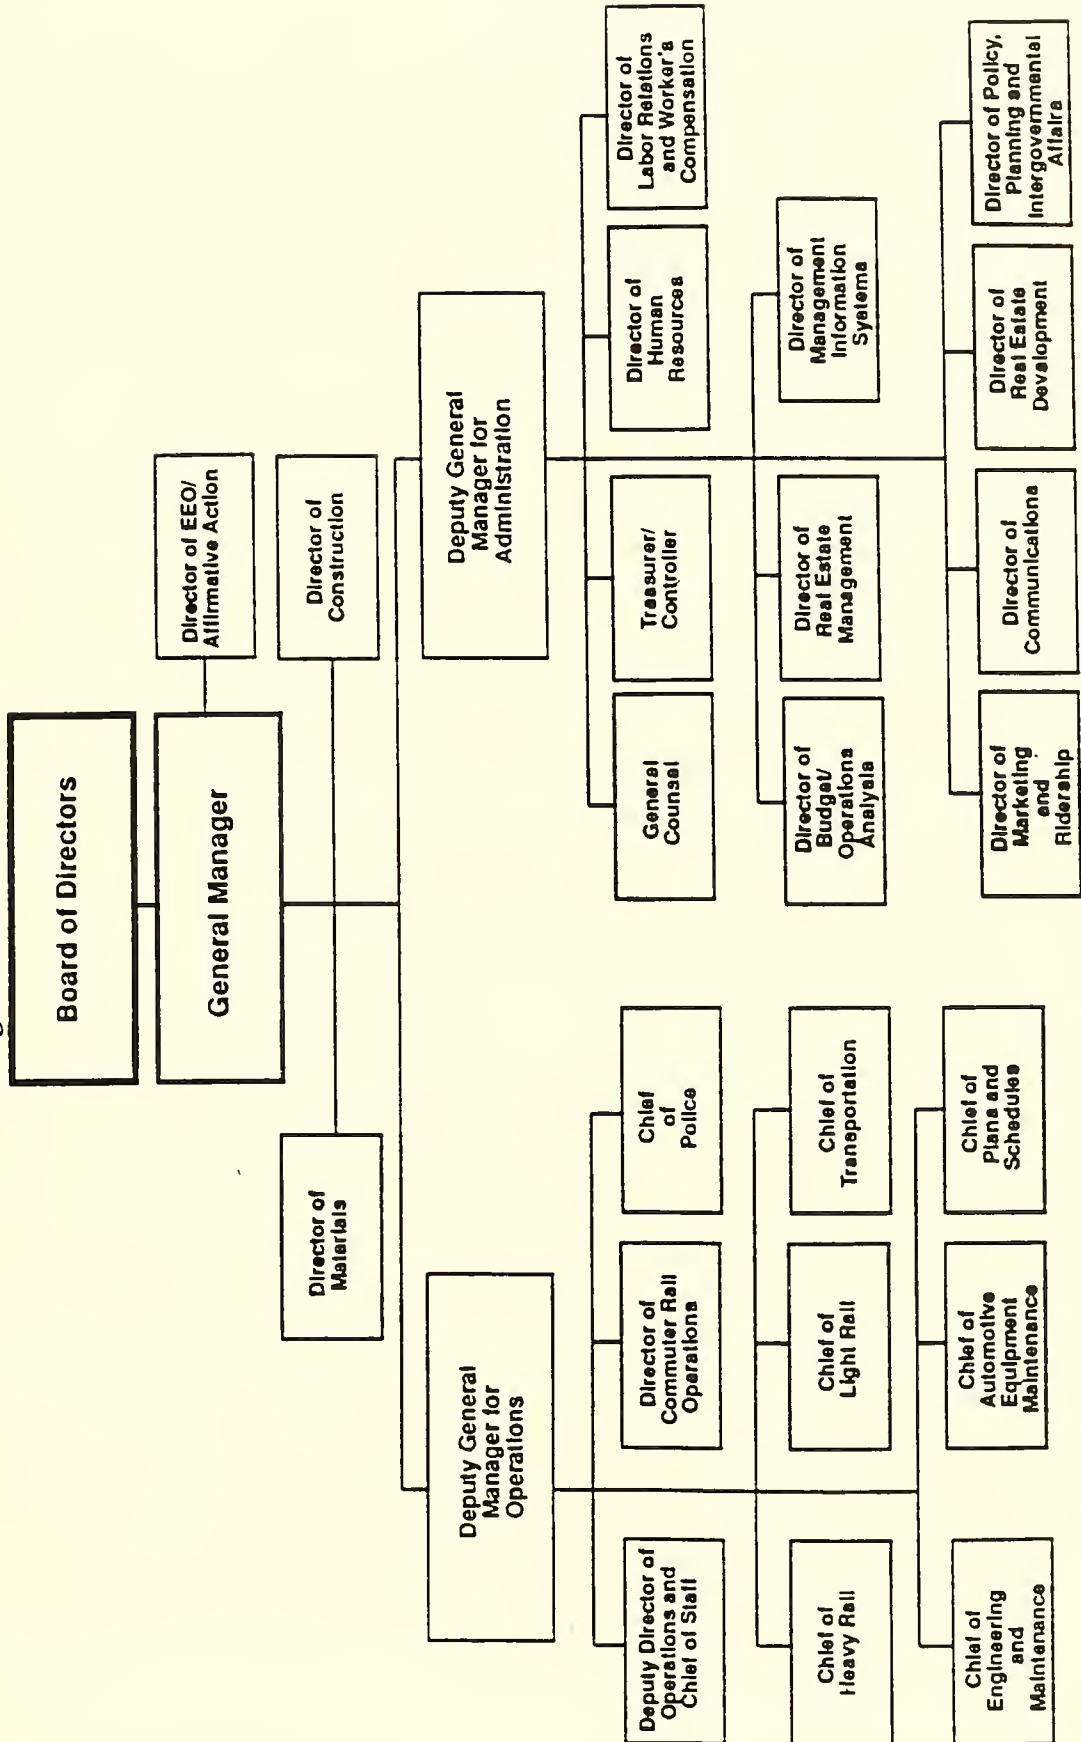 Board of Directors
General Manager
Director of EEO/
Affirmative Action
Director of
Materials
Director of
Construction
Deputy General
Manager for
Operations
Deputy General
Manager for
Administration
Deputy Director of
Operations and
Chief of Staff
Director of
Commuter Rail
Operations
Chief
of
Police
General
Counsel
Treasurer/
Controller
Director of
Human
Resources
Director of
Labor Relations
and Worker's
Compensation
Chief of
Heavy Rail
Chief of
Light Rail
Chief of
Transportation
Director of
Budget/
Operations
Analysis
Director of
Real Estate
Management
Director of
Management
Information
Systems
Chief of
Engineering
and
Maintenance
Chief of
Automotive
Equipment
Maintenance
Chief of
Plans and
Schedules
Director of
Marketing
and
Ridership
Director of
Communications
Director of
Real Estate
Development
Director of Policy,
Planning and
Intergovernmental
Affairs